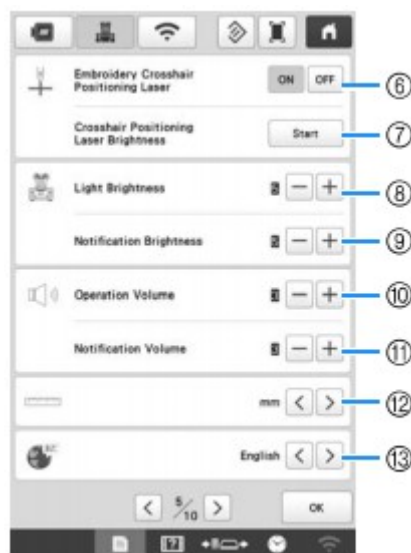 Embroidery Crosshair
Positioning Laser
ON OFF
⑥
Crosshair Positioning
Laser Brightness
Start
⑦
Light Brightness
− +
⑧
Notification Brightness
− +
⑨
Operation Volume
− +
⑩
Notification Volume
− +
⑪
mm < >
⑫
English < >
⑬
< 5/10 >
OK
?